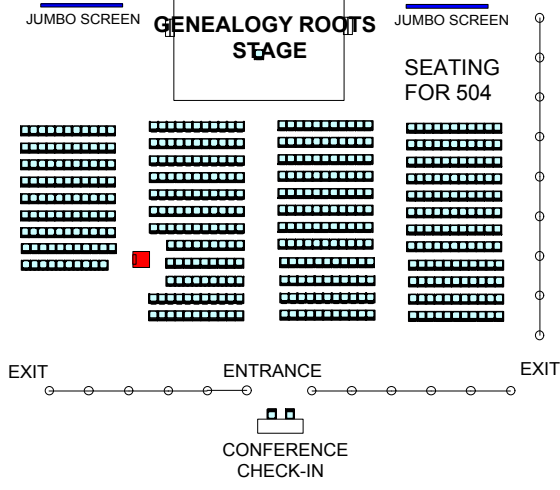 JUMBO SCREEN
GENEALOGY ROOTS
STAGE
JUMBO SCREEN
SEATING
FOR 504
EXIT
ENTRANCE
EXIT
CONFERENCE
CHECK-IN